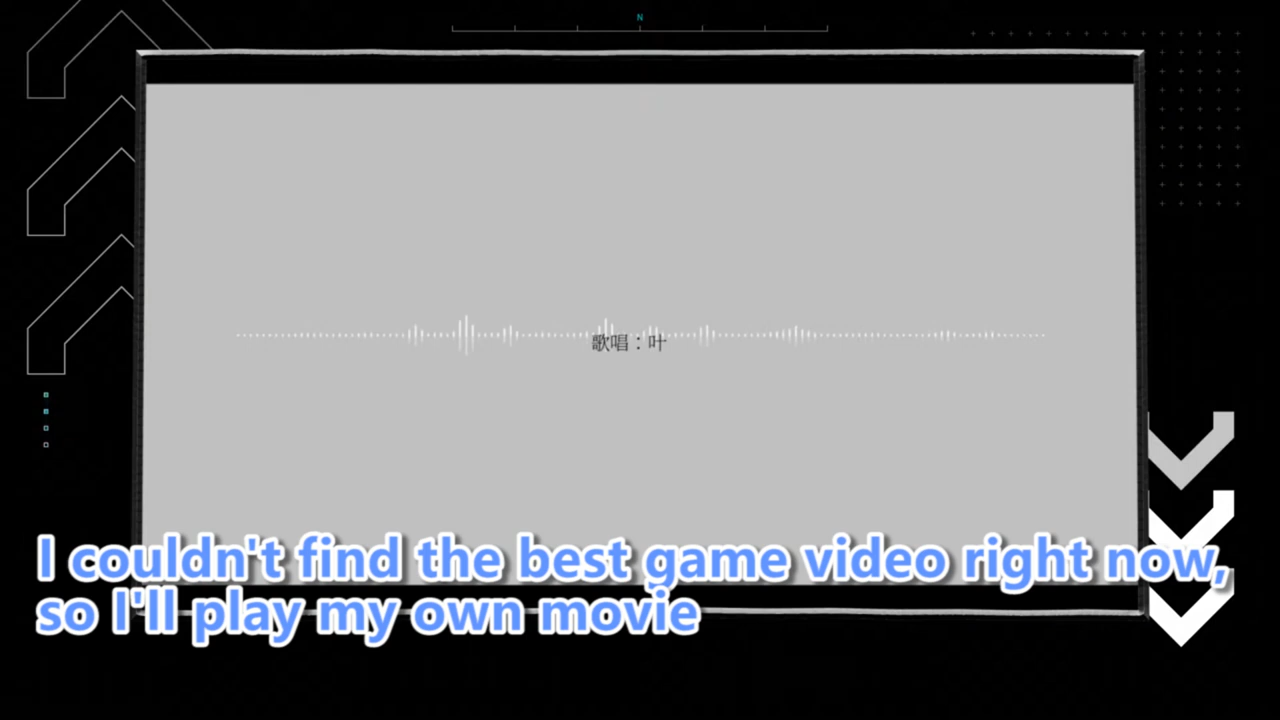 N
歌唱：叶
I couldn't find the best game video right now,
so I'll play my own movie